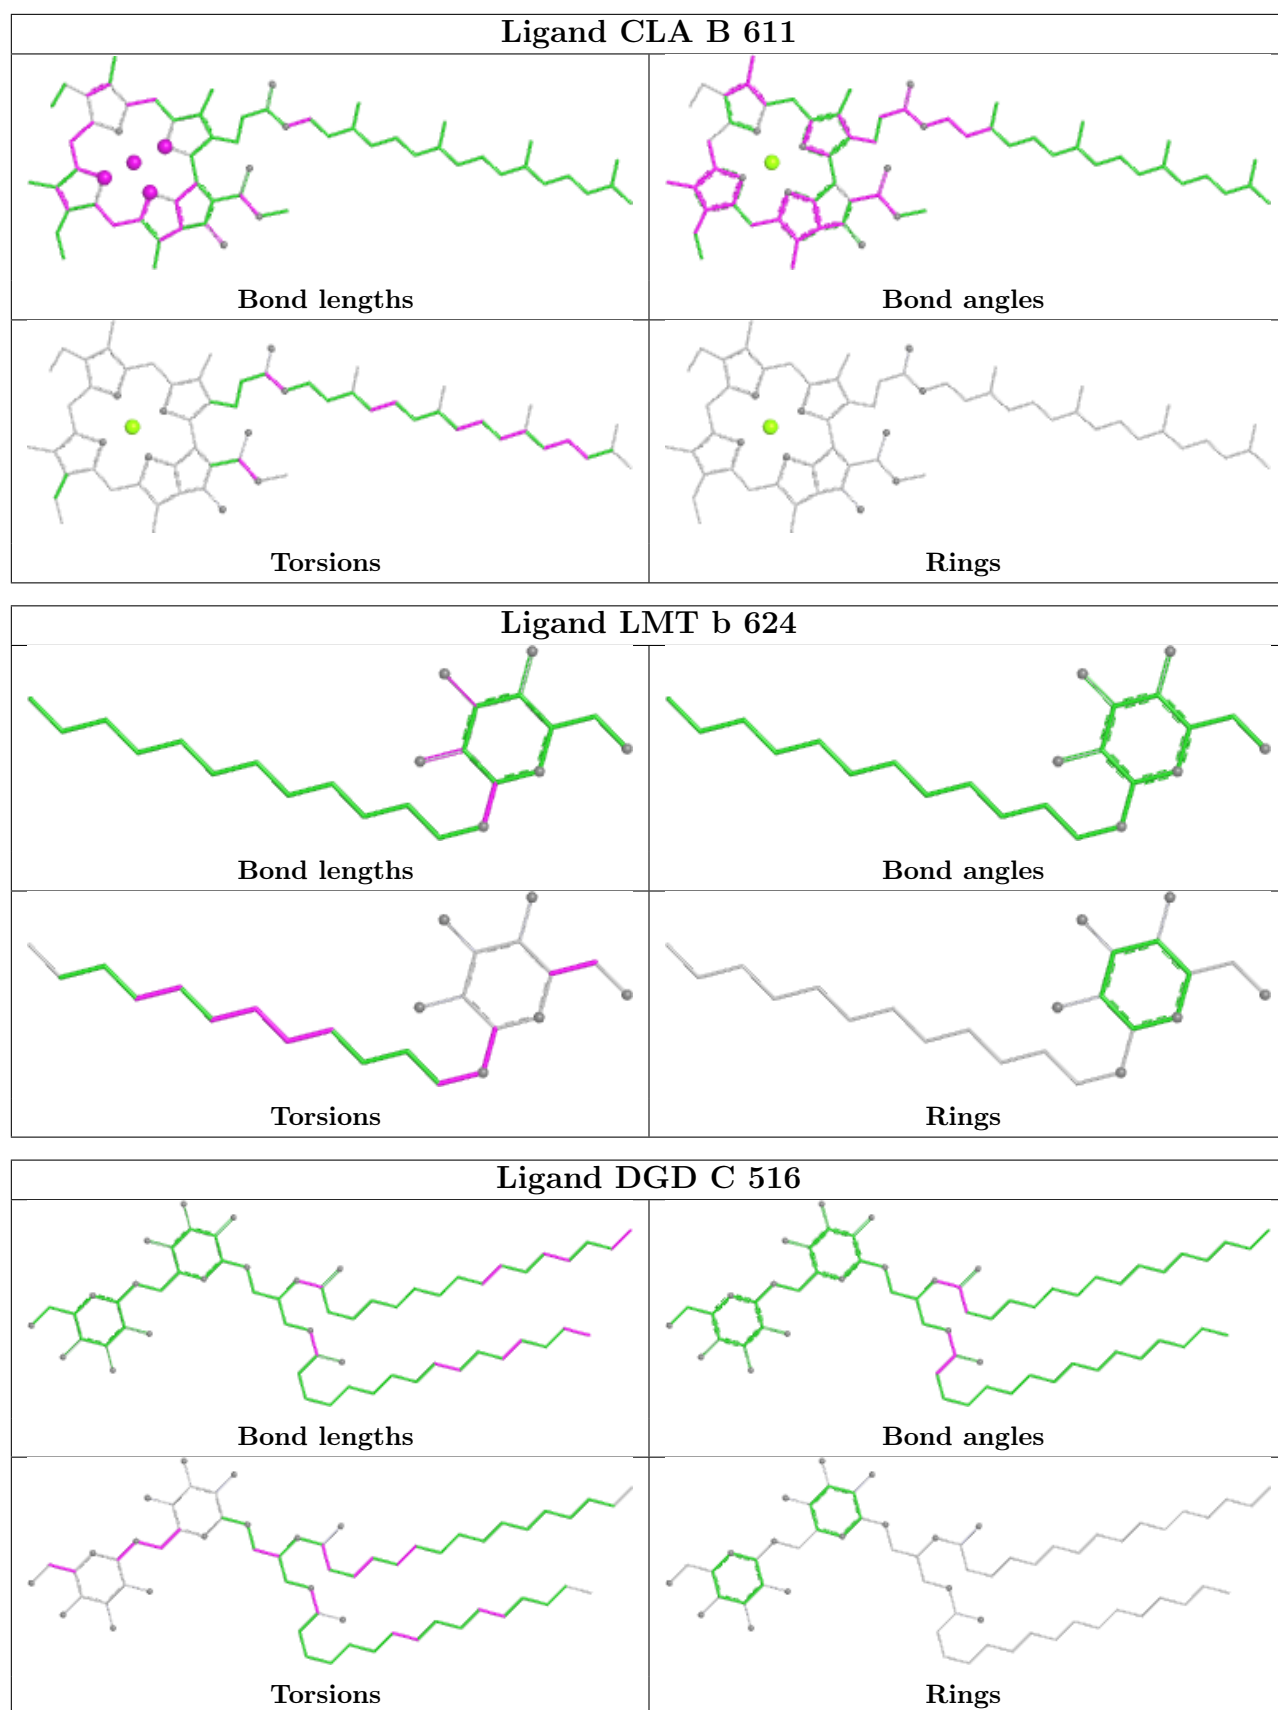 Ligand CLA B 611
Bond lengths
Bond angles
Torsions
Rings
Ligand LMT b 624
Bond lengths
Bond angles
Torsions
Rings
Ligand DGD C 516
Bond lengths
Bond angles
Torsions
Rings